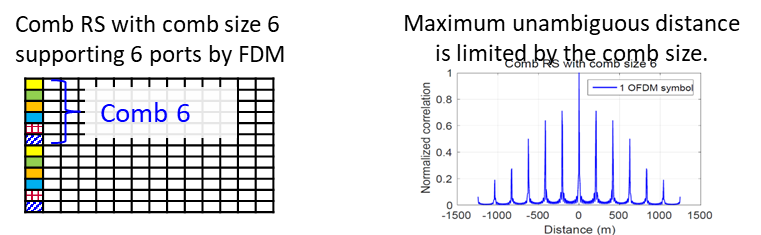 Comb RS with comb size 6
supporting 6 ports by FDM
Comb 6
Maximum unambiguous distance
is limited by the comb size.
Comb RS with comb size 6
1 OFDM symbol
Normalized correlation
1
0.8
0.6
0.4
0.2
0
-1500 -1000 -500 0 500 1000 1500
Distance (m)